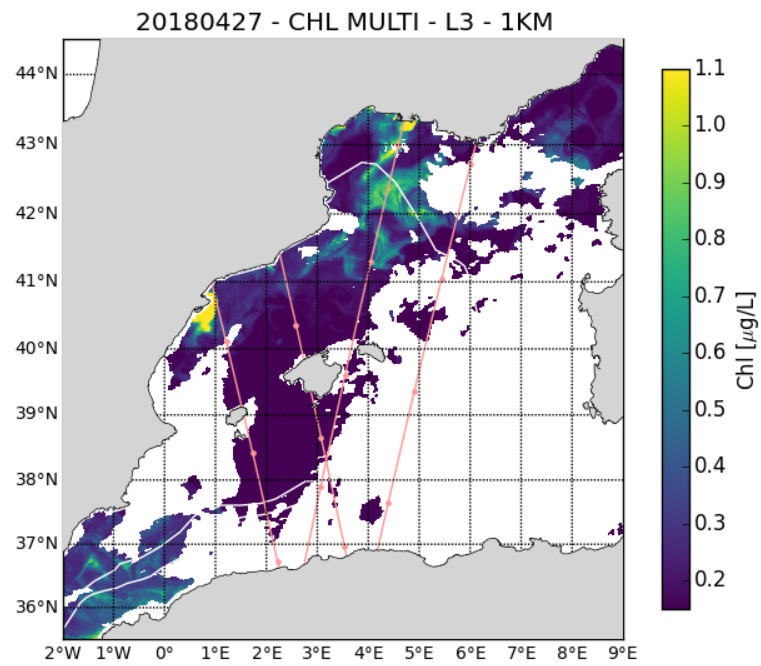 20180427 - CHL MULTI - L3 - 1KM
44°N
43°N
42°N
41°N
40°N
39°N
38°N
37°N
36°N
2°W 1°W 0° 1°E 2°E 3°E 4°E 5°E 6°E 7°E 8°E 9°E
1.1
1.0
0.9
0.8
0.7
0.6
0.5
0.4
0.3
0.2
Chl [μg/L]